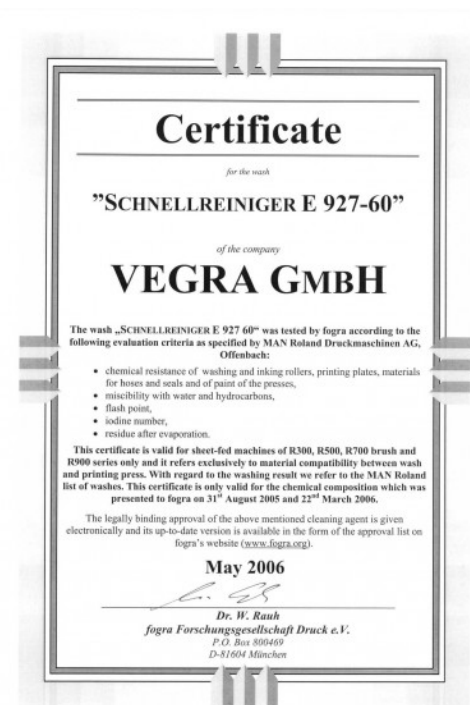 Certificate
for the wash
"SCHNELLREINIGER E 927-60"
of the company
VEGRA GMBH
The wash „SCHNELLREINIGER E 927 60“ was tested by fogra according to the
following evaluation criteria as specified by MAN Roland Druckmaschinen AG,
Offenbach:
• chemical resistance of washing and inking rollers, printing plates, materials
for hoses and seals and of paint of the presses,
• miscibility with water and hydrocarbons,
• flash point,
• iodine number,
• residue after evaporation.
This certificate is valid for sheet-fed machines of R300, R500, R700 brush and
R900 series only and it refers exclusively to material compatibility between wash
and printing press. With regard to the washing result we refer to the MAN Roland
list of washes. This certificate is only valid for the chemical composition which was
presented to fogra on 31st August 2005 and 22nd March 2006.
The legally binding approval of the above mentioned cleaning agent is given
electronically and its up-to-date version is available in the form of the approval list on
fogra's website (www.fogra.org).
May 2006
Dr. W. Rauh
fogra Forschungsgesellschaft Druck e.V.
P.O. Box 800469
D-81604 München